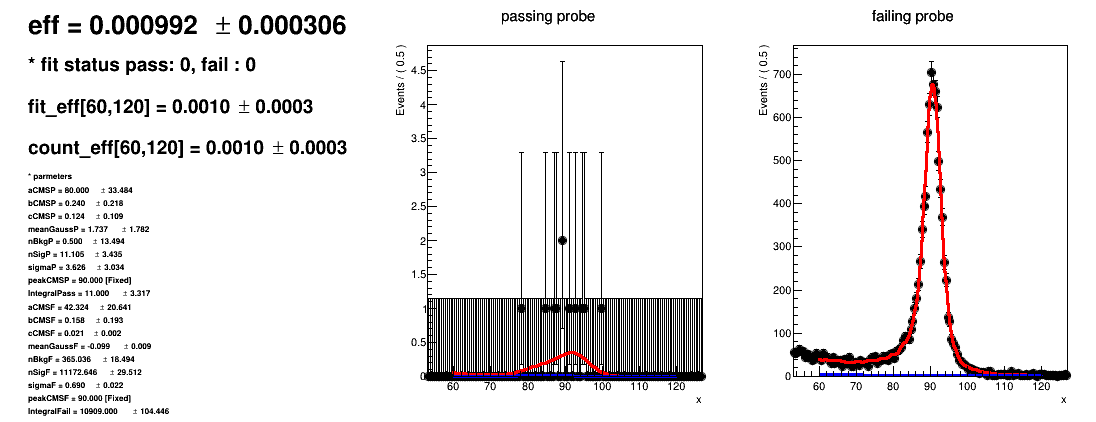 eff = 0.000992 ± 0.000306
* fit status pass: 0, fail : 0
fit_eff[60,120] = 0.0010 ± 0.0003
count_eff[60,120] = 0.0010 ± 0.0003
* parmeters
aCMSP = 80.000 ± 33.484
bCMSP = 0.240 ± 0.218
cCMSP = 0.124 ± 0.109
meanGaussP = 1.737 ± 1.782
nBkgP = 0.500 ± 13.494
nSigP = 11.105 ± 3.435
sigmaP = 3.626 ± 3.034
peakCMSP = 90.000 [Fixed]
IntegralPass = 11.000 ± 3.317
aCMSF = 42.324 ± 20.641
bCMSF = 0.158 ± 0.193
cCMSF = 0.021 ± 0.002
meanGaussF = -0.099 ± 0.009
nBkgF = 365.036 ± 18.494
nSigF = 11172.646 ± 29.512
sigmaF = 0.690 ± 0.022
peakCMSF = 90.000 [Fixed]
IntegralFail = 10909.000 ± 104.446
passing probe
Events / ( 0.5 )
4.5
4
3.5
3
2.5
2
1.5
1
0.5
0
60 70 80 90 100 110 120
x
failing probe
Events / ( 0.5 )
700
600
500
400
300
200
100
0
60 70 80 90 100 110 120
x